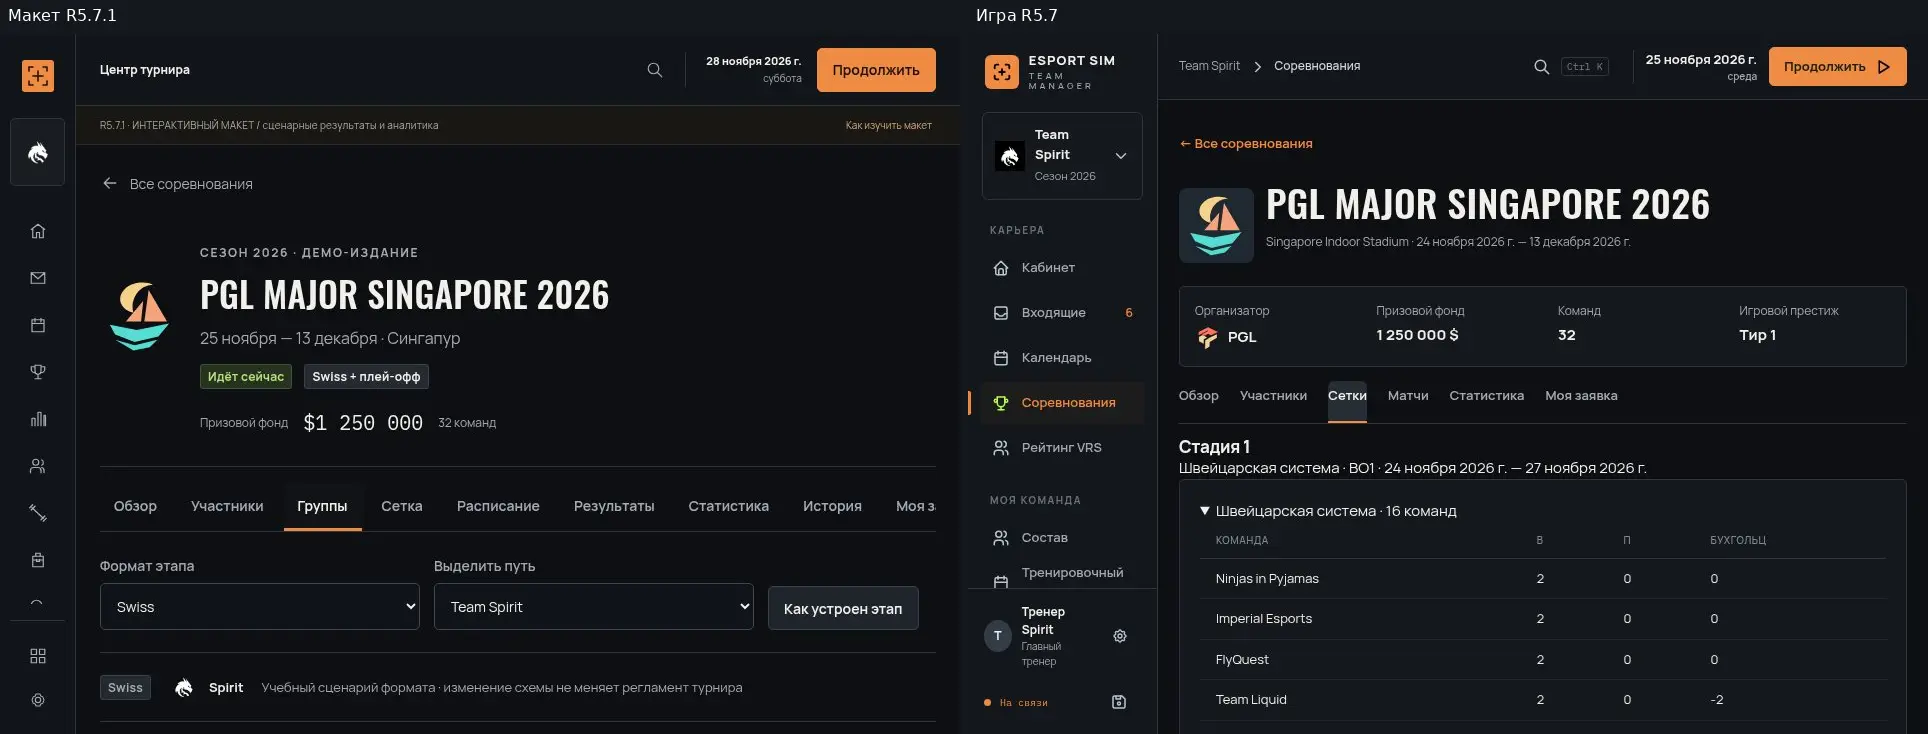 Макет R5.7.1
Центр турнира
28 ноября 2026 г.
суббота
Продолжить
R5.7.1 · ИНТЕРАКТИВНЫЙ МАКЕТ / сценарные результаты и аналитика
Как изучить макет
← Все соревнования
СЕЗОН 2026 · ДЕМО-ИЗДАНИЕ
PGL MAJOR SINGAPORE 2026
25 ноября — 13 декабря · Сингапур
Идёт сейчас
Swiss + плей-офф
Призовой фонд $1 250 000 32 команд
Обзор Участники Группы Сетка Расписание Результаты Статистика История Моя за
Формат этапа
Выделить путь
Swiss
Team Spirit
Как устроен этап
Swiss Spirit Учебный сценарий формата · изменение схемы не меняет регламент турнира
Игра R5.7
ESPORT SIM
TEAM
MANAGER
Team
Spirit
Сезон 2026
КАРЬЕРА
Кабинет
Входящие 6
Календарь
Соревнования
Рейтинг VRS
МОЯ КОМАНДА
Состав
Тренировочный
Т
Тренер
Spirit
Главный
тренер
На связи
Team Spirit > Соревнования
Ctrl K
25 ноября 2026 г.
среда
Продолжить
← Все соревнования
PGL MAJOR SINGAPORE 2026
Singapore Indoor Stadium · 24 ноября 2026 г. — 13 декабря 2026 г.
Организатор Призовой фонд Команд Игровой престиж
PGL 1 250 000 $ 32 Тир 1
Обзор Участники Сетки Матчи Статистика Моя заявка
Стадия 1
Швейцарская система · BO1 · 24 ноября 2026 г. — 27 ноября 2026 г.
▼ Швейцарская система · 16 команд
КОМАНДА В П БУХГОЛЬЦ
Ninjas in Pyjamas 2 0 0
Imperial Esports 2 0 0
FlyQuest 2 0 0
Team Liquid 2 0 -2